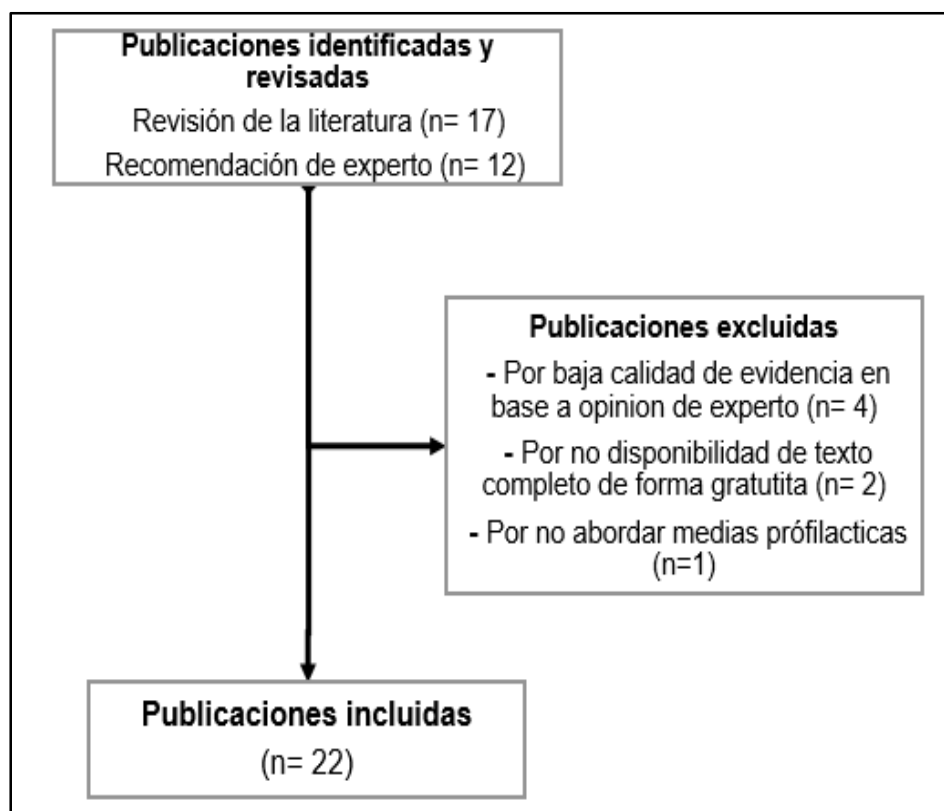 Publicaciones identificadas y
revisadas
Revisión de la literatura (n= 17)
Recomendación de experto (n= 12)
Publicaciones excluidas
- Por baja calidad de evidencia en
base a opinion de experto (n= 4)
- Por no disponibilidad de texto
completo de forma gratutita (n= 2)
- Por no abordar medias prófilacticas
(n=1)
Publicaciones incluidas
(n= 22)